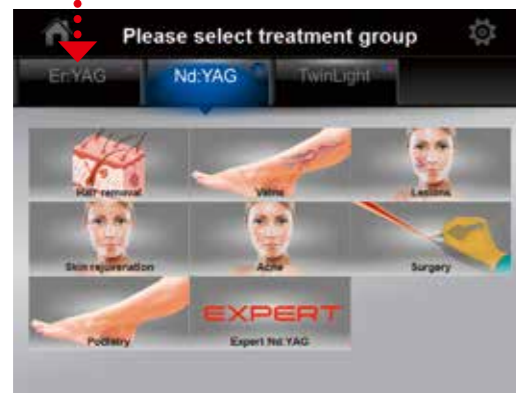 Please select treatment group
Er:YAG Nd:YAG TwinLight
Hair removal Veins Lesions
Skin rejuvenation Acne Surgery
Podiatry EXPERT
Expert Nd:YAG